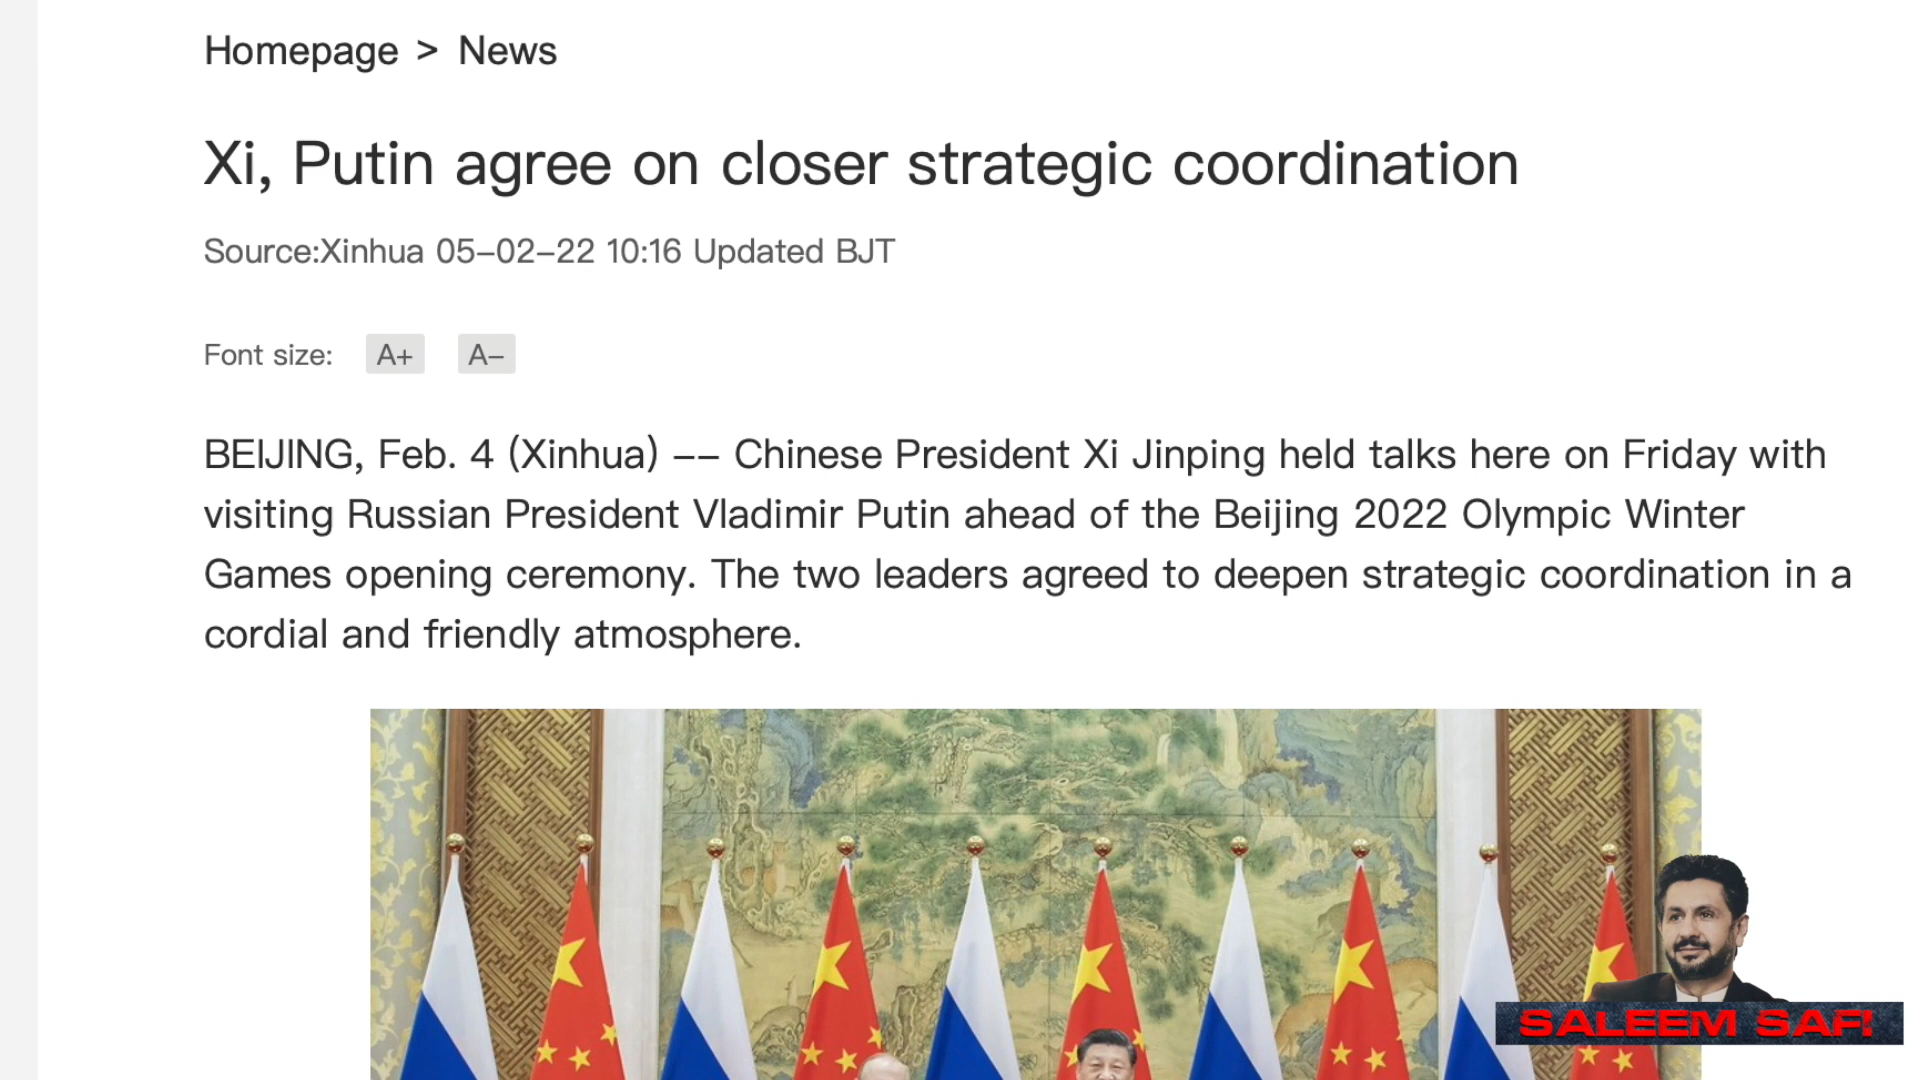 Homepage > News
Xi, Putin agree on closer strategic coordination
Source:Xinhua 05-02-22 10:16 Updated BJT
Font size: A+ A-
BEIJING, Feb. 4 (Xinhua) -- Chinese President Xi Jinping held talks here on Friday with
visiting Russian President Vladimir Putin ahead of the Beijing 2022 Olympic Winter
Games opening ceremony. The two leaders agreed to deepen strategic coordination in a
cordial and friendly atmosphere.
SALEEM SAFI